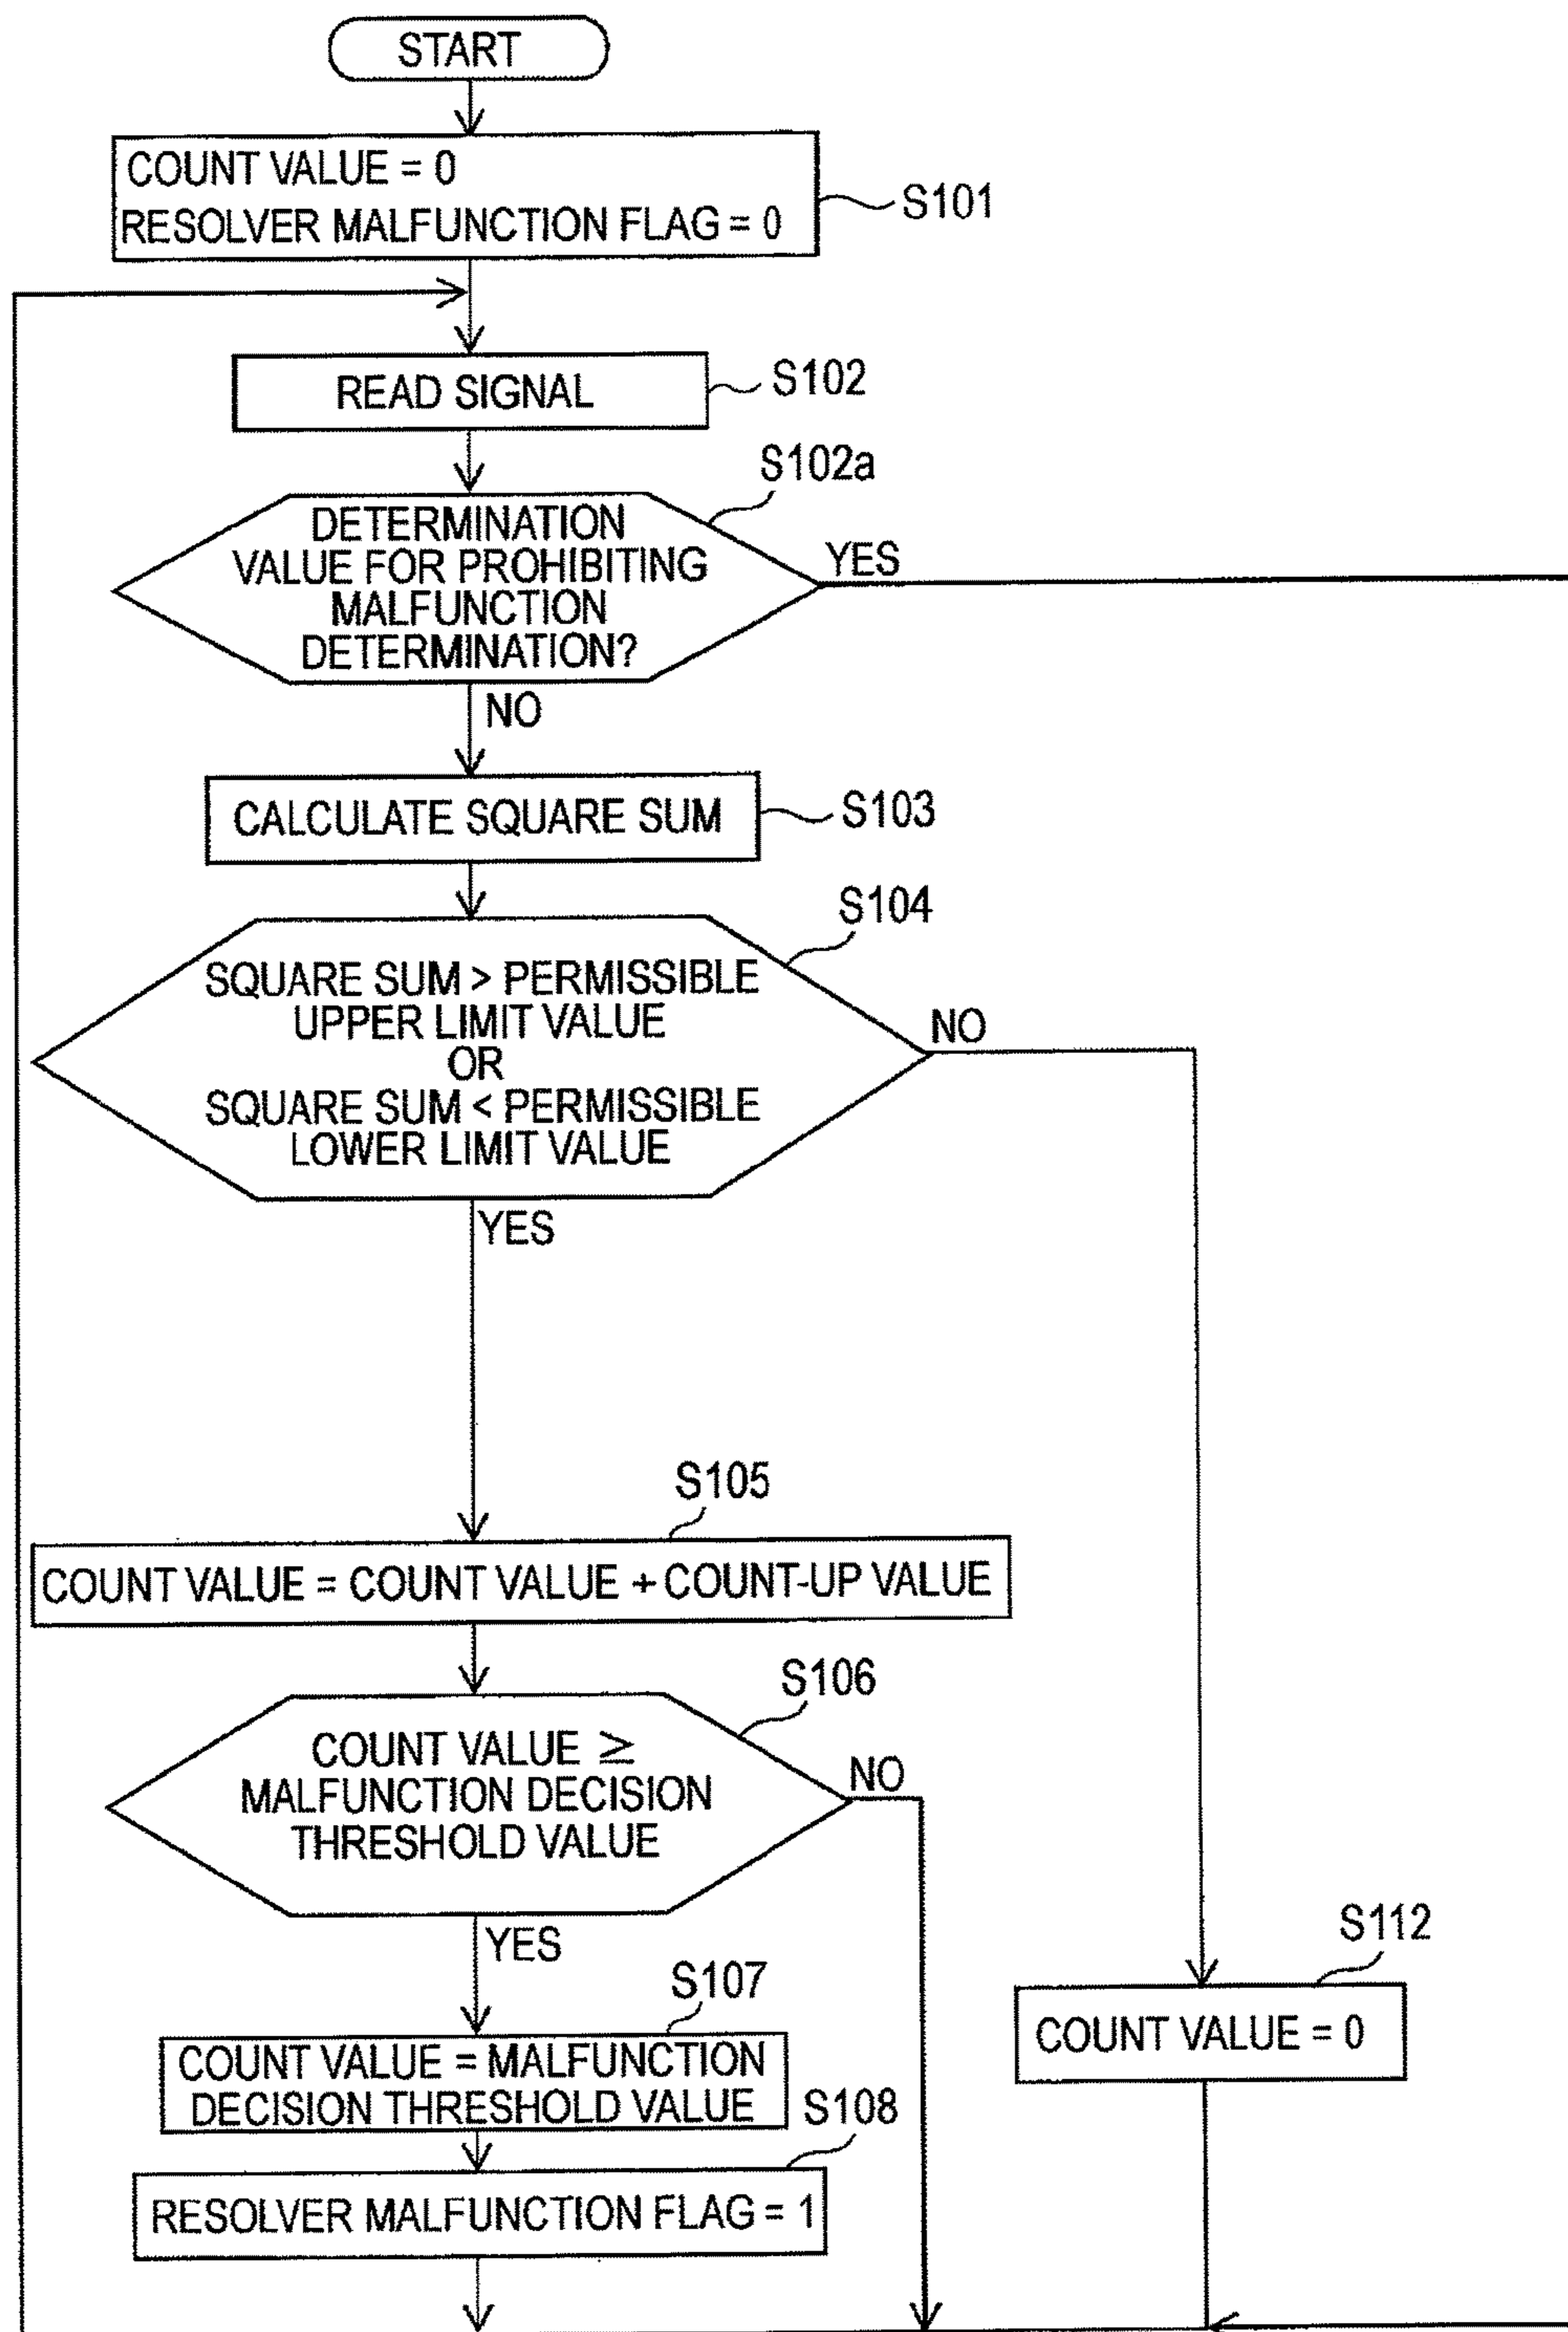 START
COUNT VALUE = 0
RESOLVER MALFUNCTION FLAG = 0
S101
READ SIGNAL
S102
S102a
DETERMINATION
VALUE FOR PROHIBITING
MALFUNCTION
DETERMINATION?
YES
NO
CALCULATE SQUARE SUM
S103
S104
SQUARE SUM > PERMISSIBLE
UPPER LIMIT VALUE
OR
SQUARE SUM < PERMISSIBLE
LOWER LIMIT VALUE
NO
YES
S105
COUNT VALUE = COUNT VALUE + COUNT-UP VALUE
S106
COUNT VALUE ≥
MALFUNCTION DECISION
THRESHOLD VALUE
NO
YES
S112
COUNT VALUE = 0
S107
COUNT VALUE = MALFUNCTION
DECISION THRESHOLD VALUE
S108
RESOLVER MALFUNCTION FLAG = 1